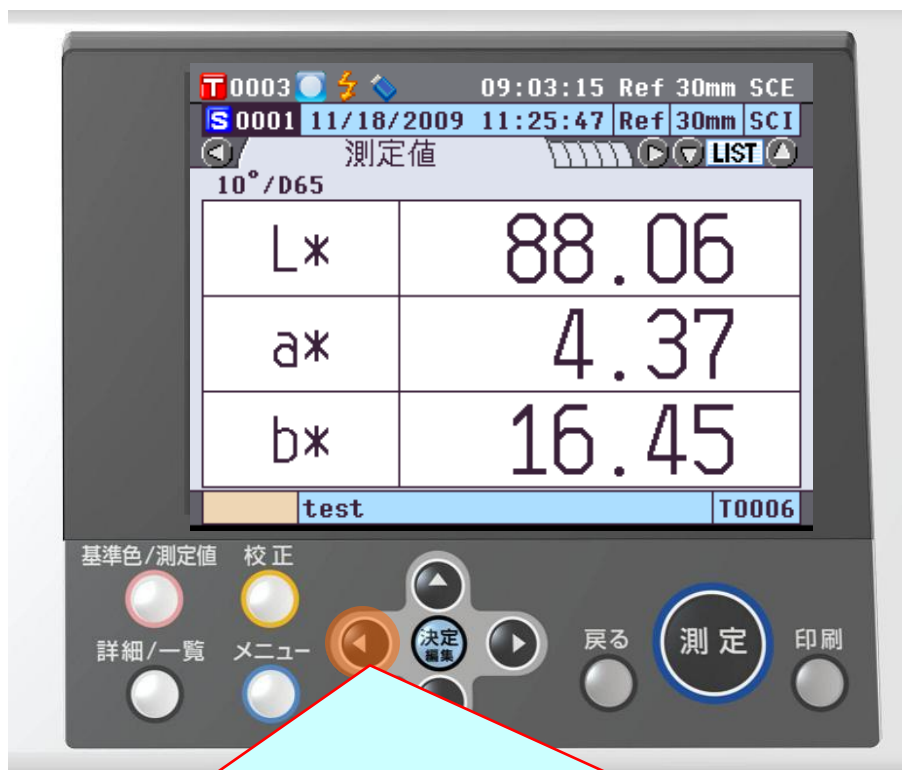 T 0003 09:03:15 Ref 30mm SCE
S 0001 11/18/2009 11:25:47 Ref 30mm SCI
測定値 LIST
10°/D65
L* 88.06
a* 4.37
b* 16.45
test T0006
基準色/測定値 校正
詳細/一覧 メニュー 決定 戻る 測定 印刷
編集